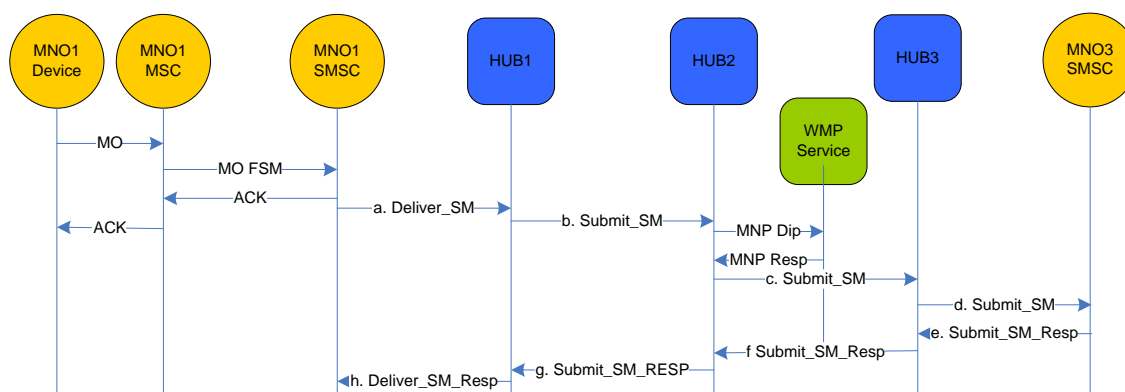 MNO1
Device
MNO1
MSC
MNO1
SMSC
HUB1
HUB2
HUB3
MNO3
SMSC
WMP
Service
MO
MO FSM
ACK
a. Deliver_SM
b. Submit_SM
ACK
MNP Dip
MNP Resp
c. Submit_SM
d. Submit_SM
e. Submit_SM_Resp
f Submit_SM_Resp
g. Submit_SM_RESP
h. Deliver_SM_Resp